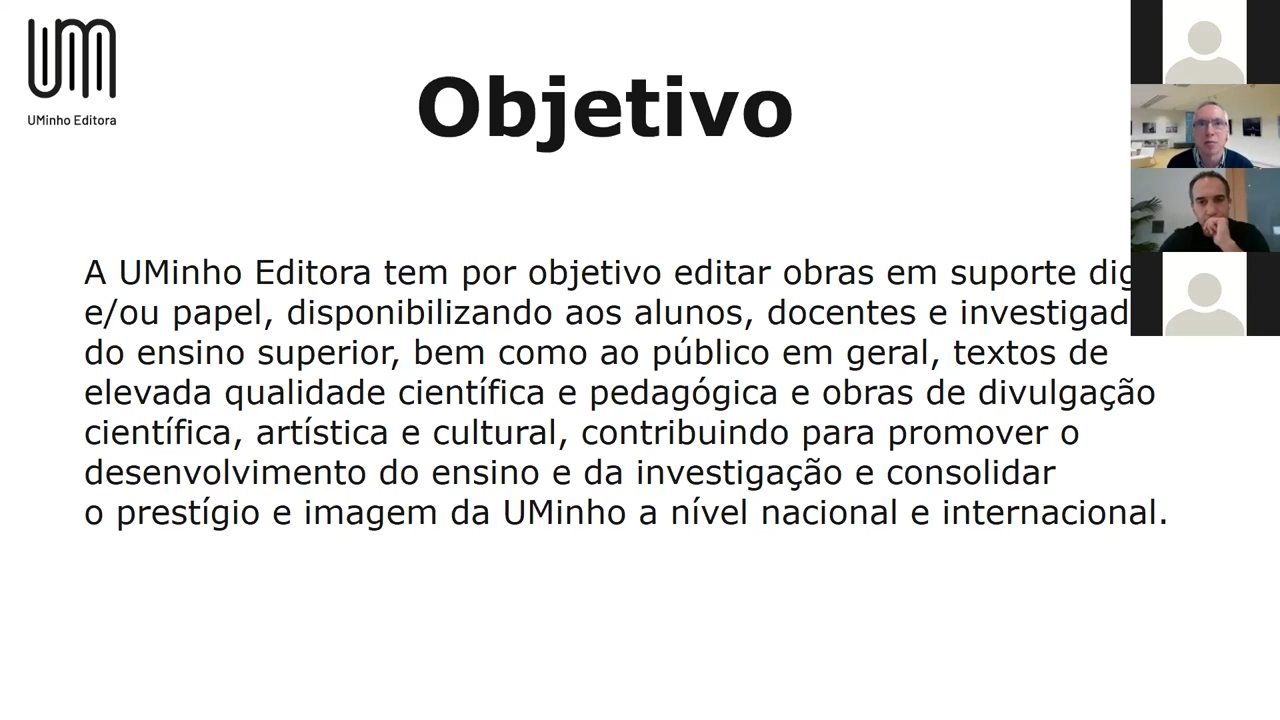 UMinho Editora
Objetivo
A UMinho Editora tem por objetivo editar obras em suporte
e/ou papel, disponibilizando aos alunos, docentes e
do ensino superior, bem como ao público em geral, textos de
elevada qualidade científica e pedagógica e obras de divulgação
científica, artística e cultural, contribuindo para promover o
desenvolvimento do ensino e da investigação e consolidar
o prestígio e imagem da UMinho a nível nacional e internacional.